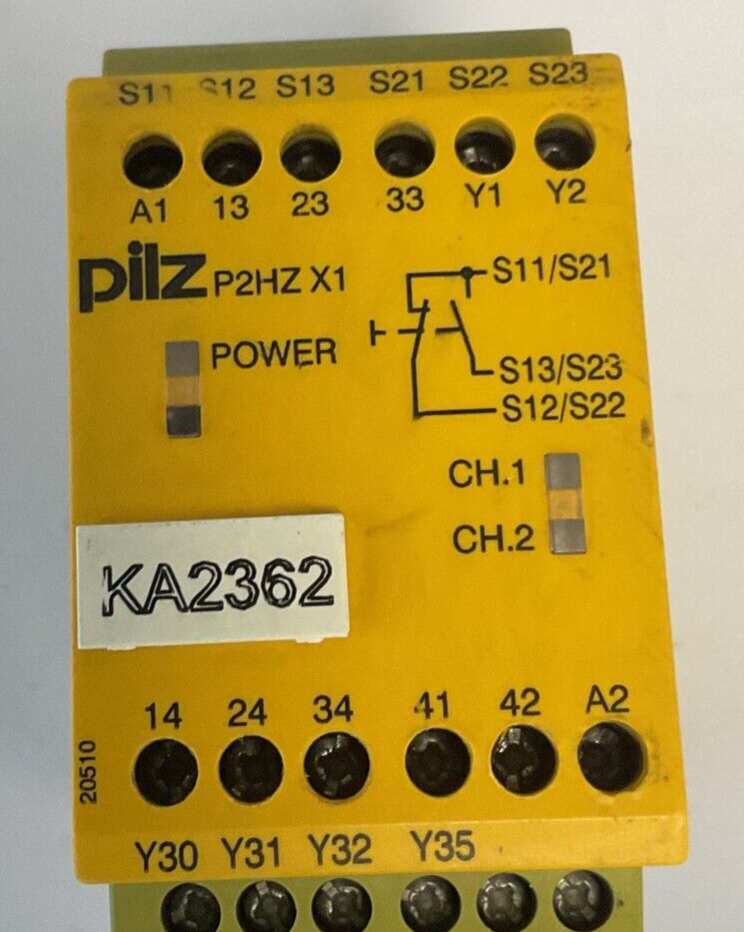 S11 S12 S13 S21 S22 S23
A1 13 23 33 Y1 Y2
pilz P2HZ X1
S11/S21
POWER
S13/S23
S12/S22
CH.1
CH.2
KA2362
14 24 34 41 42 A2
20510
Y30 Y31 Y32 Y35